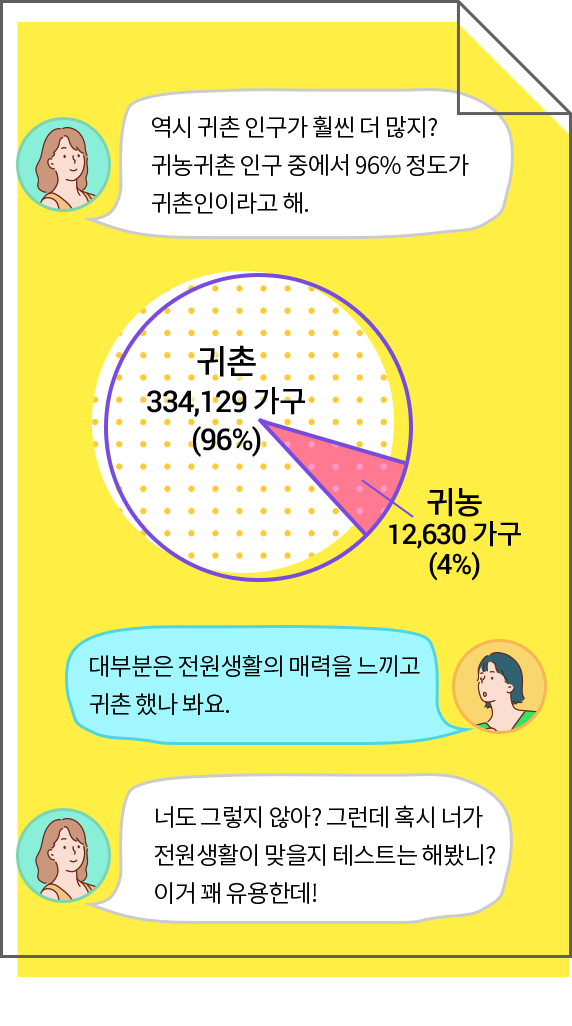 역시 귀촌 인구가 훨씬 더 많지?
귀농귀촌 인구 중에서 96% 정도가
귀촌인이라고 해.
귀촌
334,129 가구
(96%)
귀농
12,630 가구
(4%)
대부분은 전원생활의 매력을 느끼고
귀촌 했나 봐요.
너도 그렇지 않아? 그런데 혹시 너가
전원생활이 맞을지 테스트는 해봤니?
이거 꽤 유용한데!